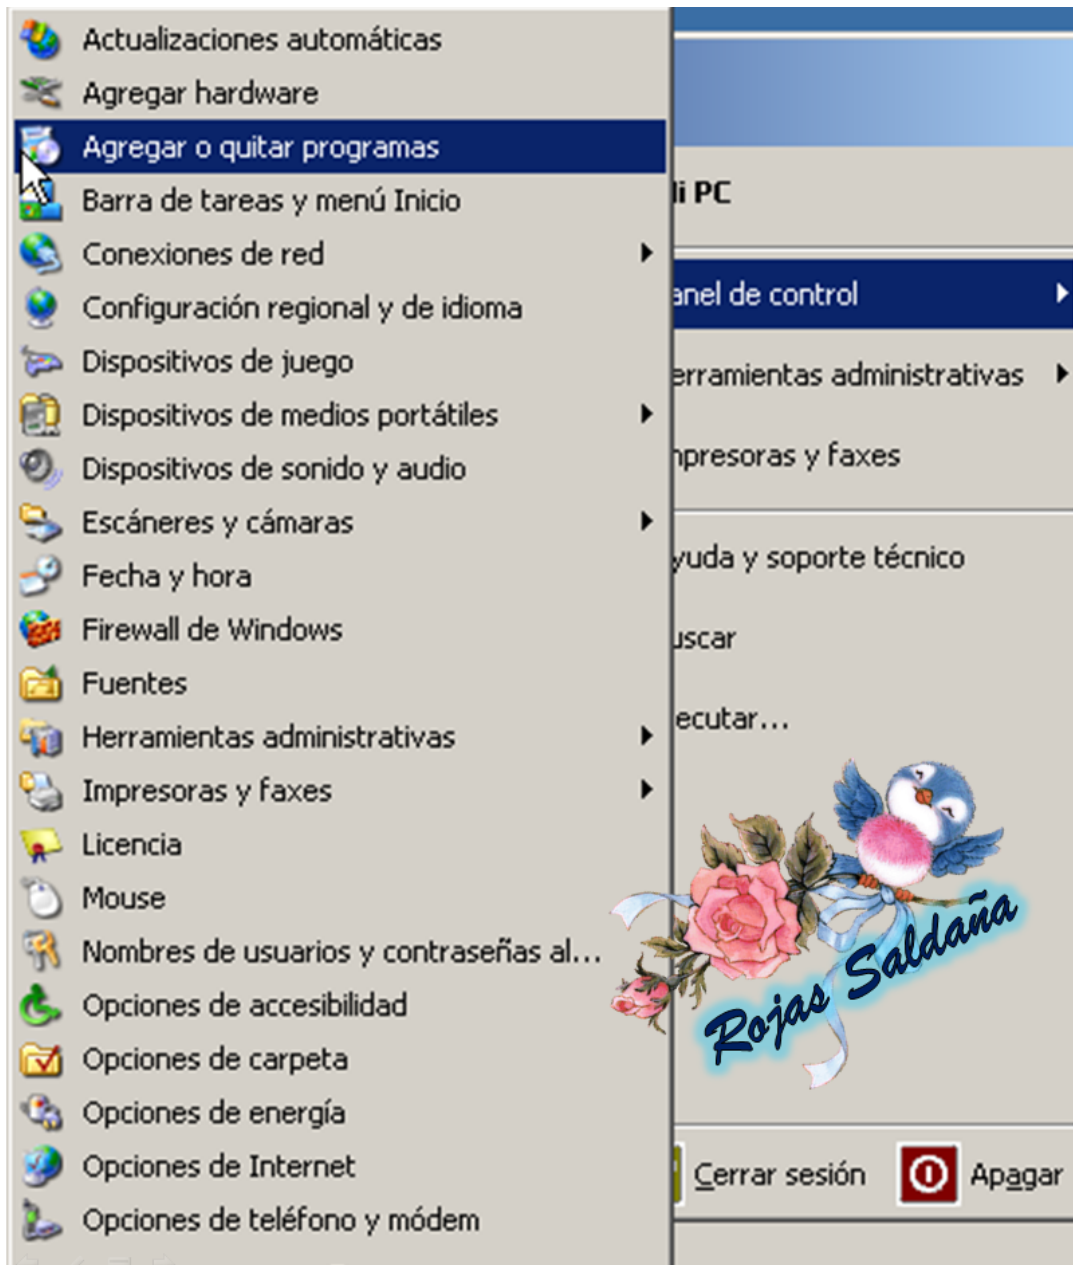 Actualizaciones automáticas
Agregar hardware
Agregar o quitar programas
Barra de tareas y menú Inicio
Conexiones de red
Configuración regional y de idioma
Dispositivos de juego
Dispositivos de medios portátiles
Dispositivos de sonido y audio
Escáneres y cámaras
Fecha y hora
Firewall de Windows
Fuentes
Herramientas administrativas
Impresoras y faxes
Licencia
Mouse
Nombres de usuarios y contraseñas al...
Opciones de accesibilidad
Opciones de carpeta
Opciones de energía
Opciones de Internet
Opciones de teléfono y módem
li PC
anel de control
erramientas administrativas
npresoras y faxes
yuda y soporte técnico
uscar
ecutar...
Rojas Saldaña
Cerrar sesión
Apagar